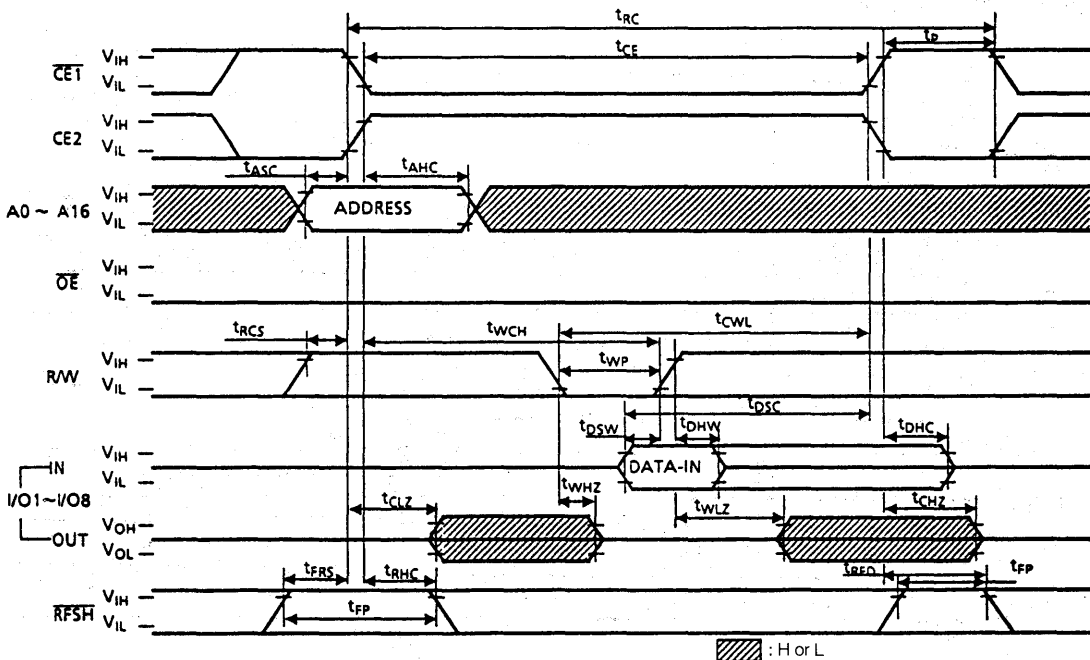 tRC
tCE
tP
CE1
VIH
VIL
CE2
VIH
VIL
tASC
tAHC
A0 ~ A16
VIH
VIL
ADDRESS
OE
VIH
VIL
tRCS
tWCH
tCWL
R/W
VIH
VIL
tWP
tDSC
tDSW
tDHW
tDHC
IN
VIH
VIL
DATA-IN
I/O1~I/O8
tCLZ
tWHZ
tWLZ
tCHZ
OUT
VOH
VOL
tFRS
tRHC
tRFD
tFP
RFSH
VIH
VIL
tFP
: H or L